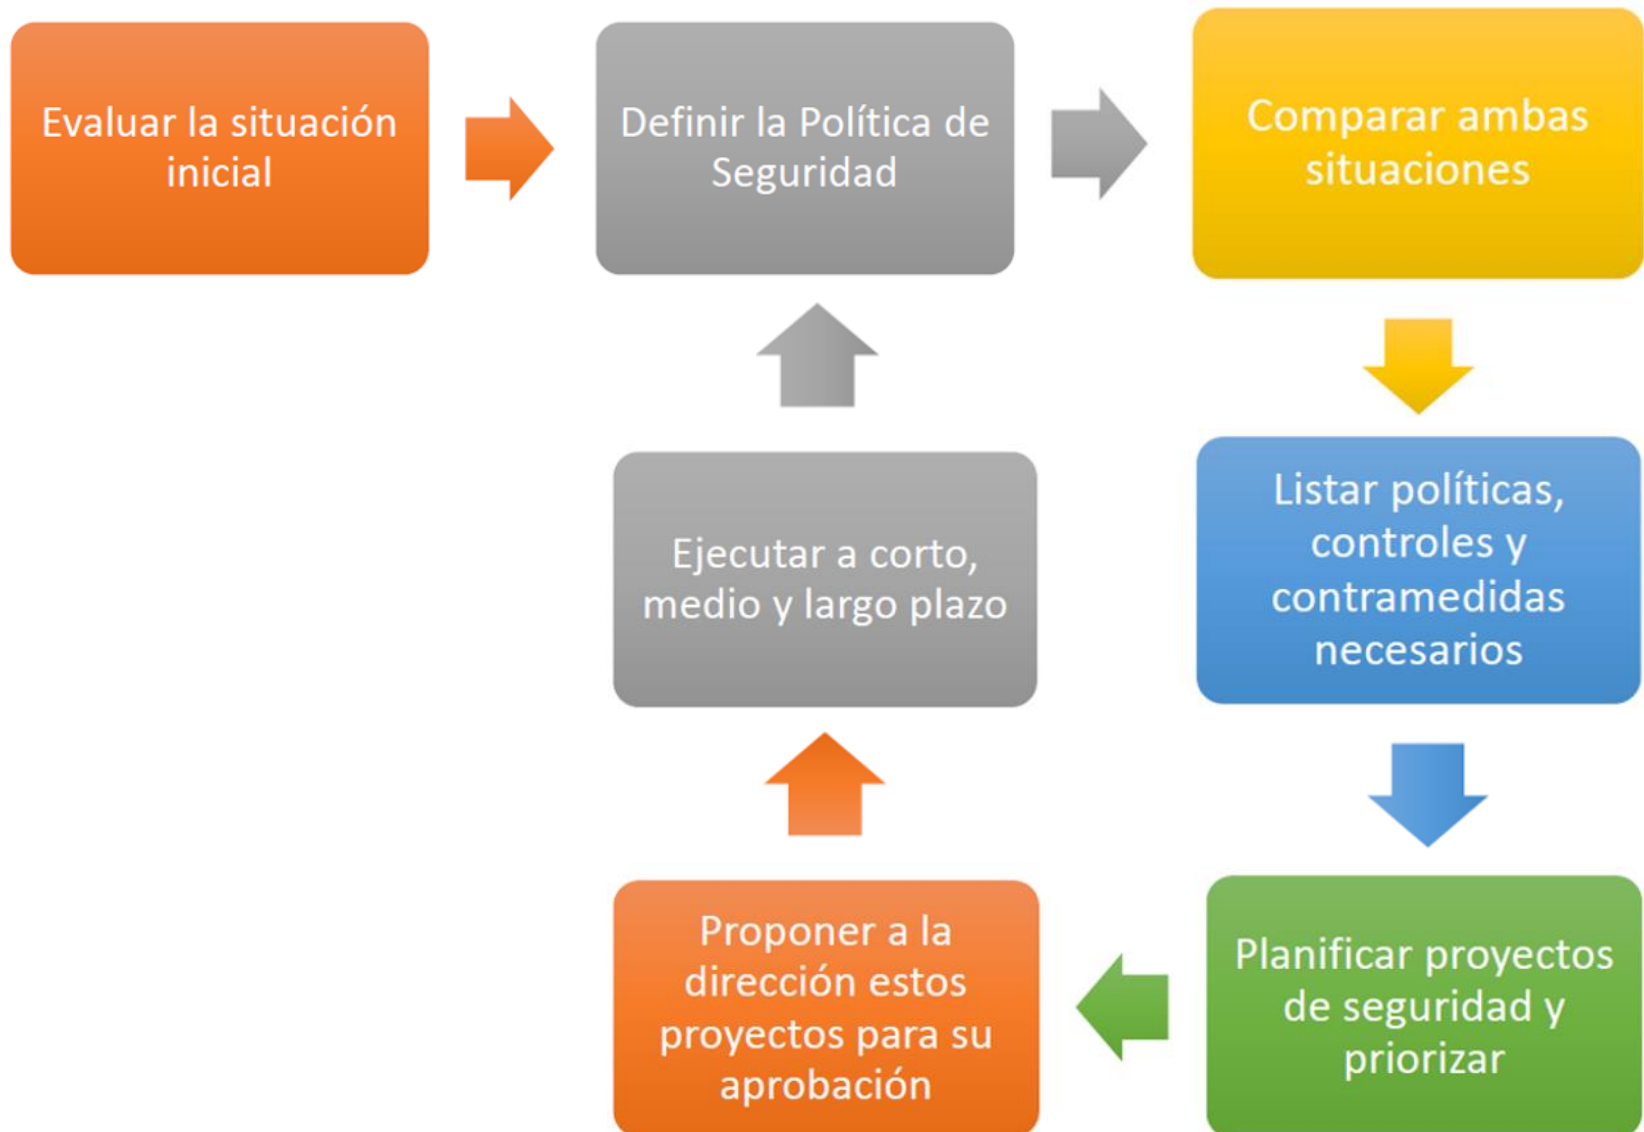 Evaluar la situación
inicial
Definir la Política de
Seguridad
Comparar ambas
situaciones
Listar políticas,
controles y
contramedidas
necesarios
Planificar proyectos
de seguridad y
priorizar
Proponer a la
dirección estos
proyectos para su
aprobación
Ejecutar a corto,
medio y largo plazo